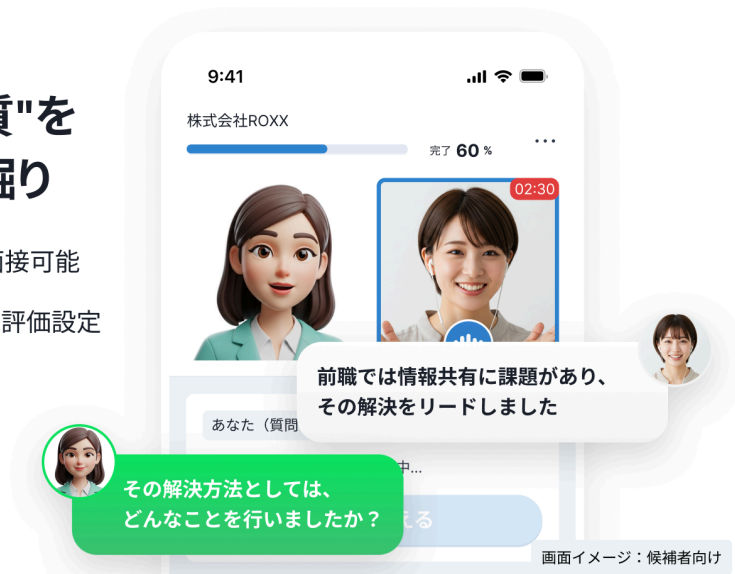 質"を
掘り
面接可能
評価設定
9:41
株式会社ROXX
完了 60 %
02:30
前職では情報共有に課題があり、
その解決をリードしました
あなた（質問
中...
える
その解決方法としては、
どんなことを行いましたか？
画面イメージ：候補者向け